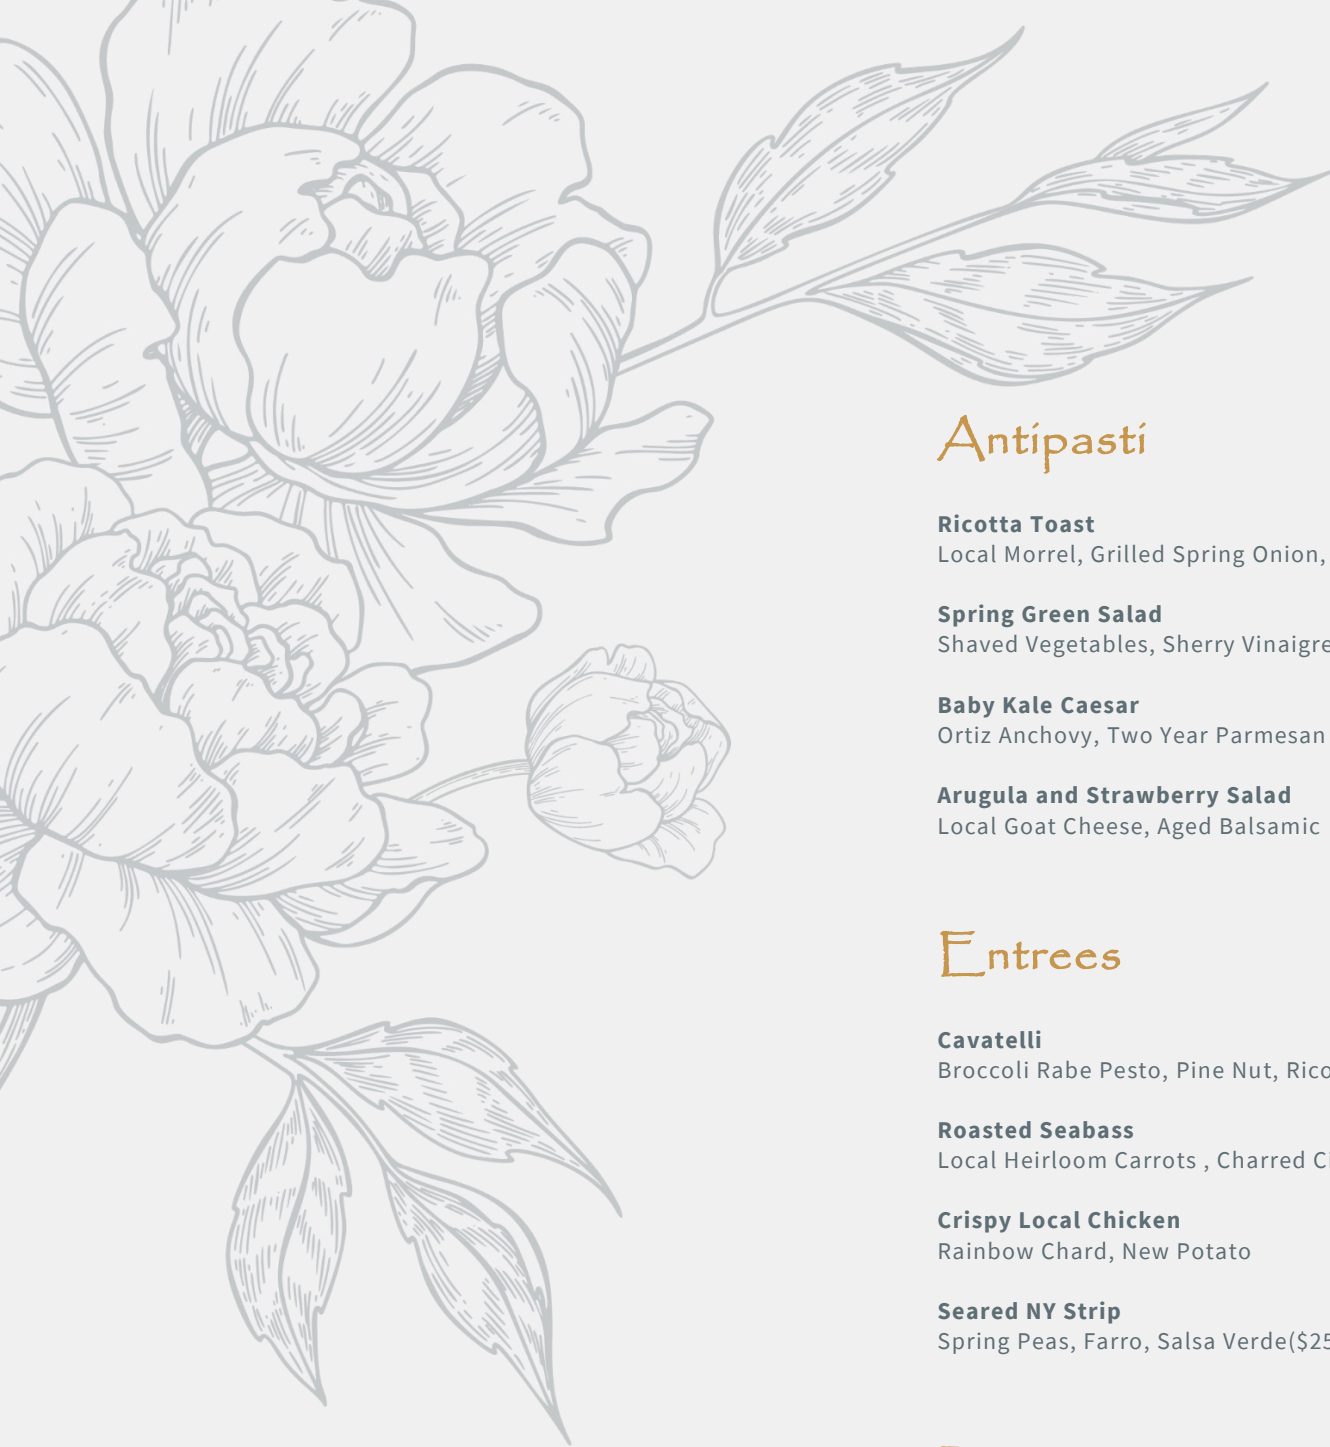 Antipasti
Ricotta Toast
Local Morrel, Grilled Spring Onion,
Spring Green Salad
Shaved Vegetables, Sherry
Baby Kale Caesar
Ortiz Anchovy, Two Year Parmesan
Arugula and Strawberry Salad
Local Goat Cheese, Aged Balsamic
Entrees
Cavatelli
Broccoli Rabe Pesto, Pine Nut,
Roasted Seabass
Local Heirloom Carrots , Charred
Crispy Local Chicken
Rainbow Chard, New Potato
Seared NY Strip
Spring Peas, Farro, Salsa Verde($25